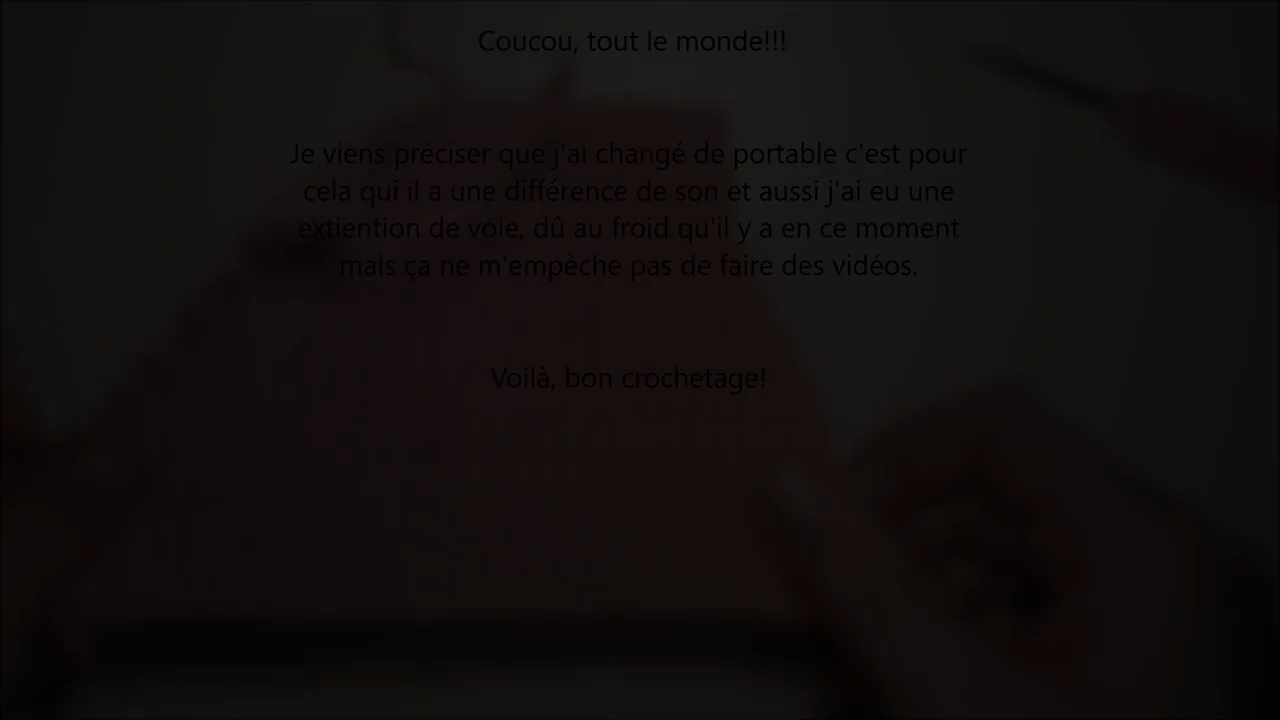 Coucou, tout le monde!!!
Je viens préciser que j'ai changé de portable c'est pour
cela qui il a une différence de son et aussi j'ai eu une
extiention de voie, dû au froid qu'il y a en ce moment
mais ça ne m'empèche pas de faire des vidéos.
Voilà, bon crochetage!